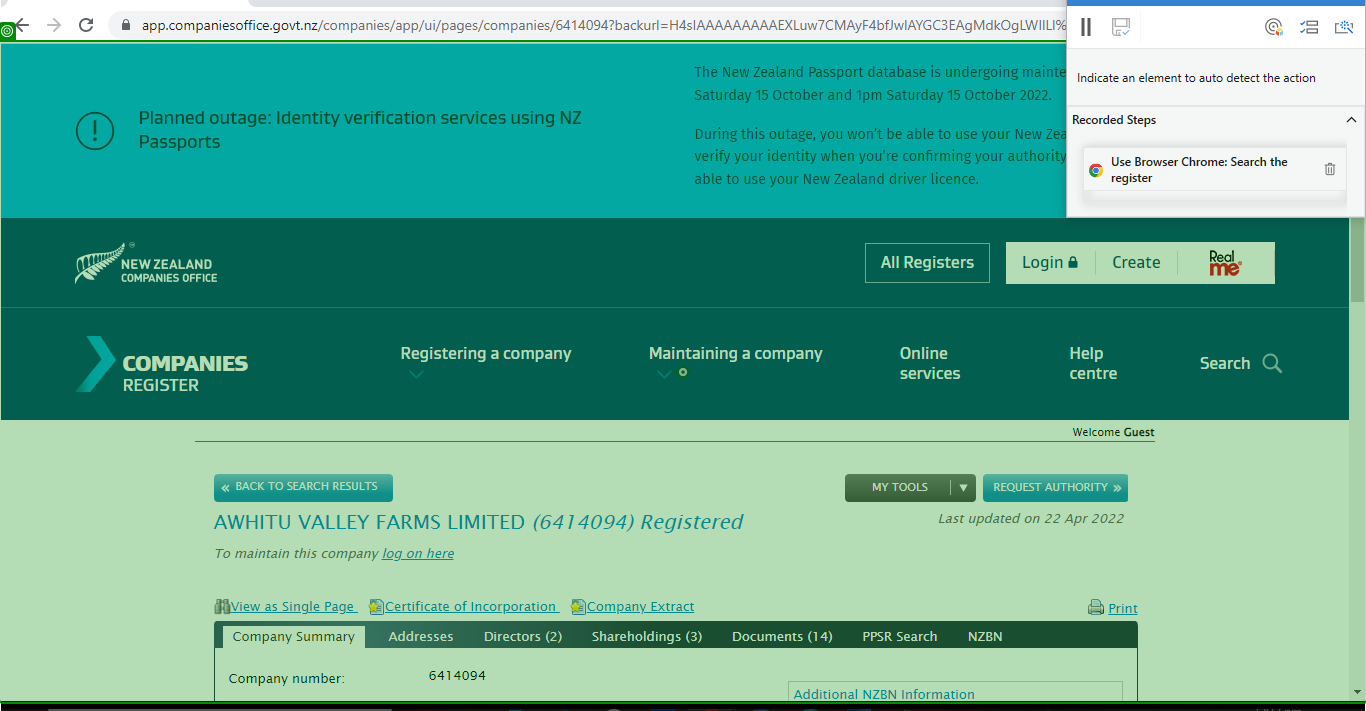 app.companiesoffice.govt.nz/companies/app/ui/pages/companies/6414094?backurl=H4sIAAAAAAAAAEXLuw7CMAyF4bfJwlAYGC3EAgMdkOgLWIILl%
Indicate an element to auto detect the action
Recorded Steps
Use Browser Chrome: Search the
register
The New Zealand Passport database is undergoing mainte
Saturday 15 October and 1pm Saturday 15 October 2022.
Planned outage: Identity verification services using NZ
Passports
During this outage, you won't be able to use your New Zea
verify your identity when you're confirming your authority
able to use your New Zealand driver licence.
NEW ZEALAND
COMPANIES OFFICE
All Registers
Login
Create
Real
me
COMPANIES
REGISTER
Registering a company
Maintaining a company
Online
services
Help
centre
Search
Welcome Guest
« BACK TO SEARCH RESULTS
MY TOOLS
REQUEST AUTHORITY »
AWHITU VALLEY FARMS LIMITED (6414094) Registered
Last updated on 22 Apr 2022
To maintain this company log on here
View as Single Page
Certificate of Incorporation
Company Extract
Print
Company Summary
Addresses
Directors (2)
Shareholdings (3)
Documents (14)
PPSR Search
NZBN
Company number:
6414094
Additional NZBN Information